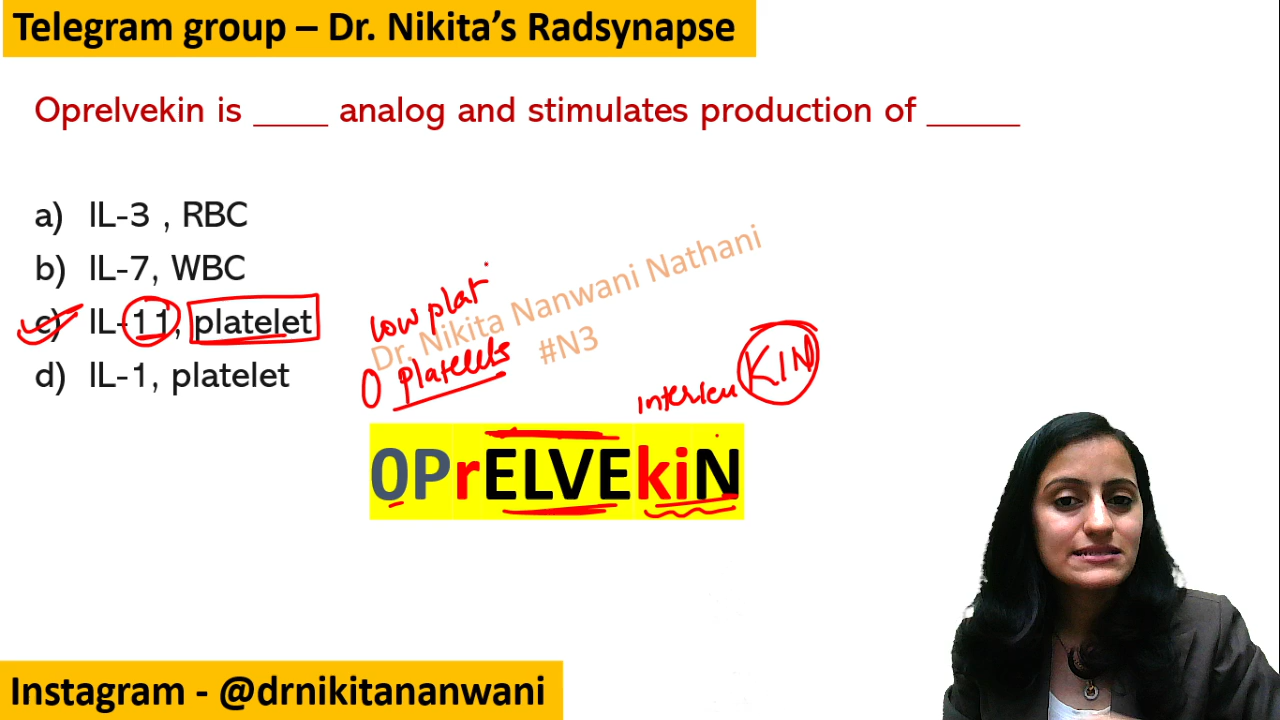 Telegram group – Dr. Nikita's Radsynapse
Oprelvekin is ____ analog and stimulates production of _____
a) IL-3 , RBC
b) IL-7, WBC
c) IL-11, platelet
d) IL-1, platelet
Dr. Nikita Nanwani Nathani
#N3
low plat
0 platelets
interleu KIN
OPrELVEkiN
Instagram - @drnikitananwani